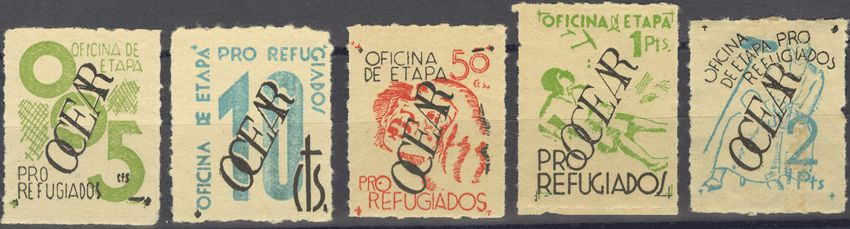 OFICINA DE
ETAPA
005
cts
OCEAR
PRO
REFUGIADOS
PRO REFUGIADOS
OFICINA DE ETAPA
10
cts.
OCEAR
OFICINA
DE ETAPA
50
Cts.
OCEAR
PRO
REFUGIADOS
OFICINA DE ETAPA
1 Pts.
OCEAR
PRO
REFUGIADOS
OFICINA
DE ETAPA PRO
REFUGIADOS
OCEAR
2
Pts